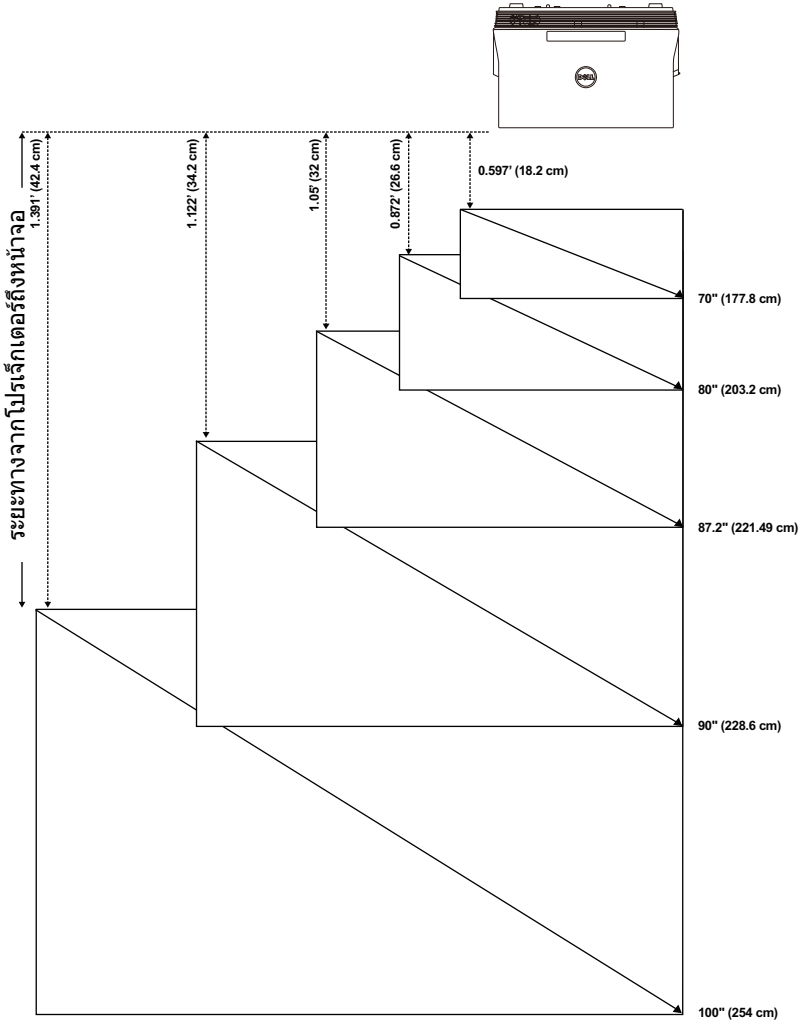 DELL
ระยะทางจากโปรเจ็กเตอร์ถึงหน้าจอ
1.391' (42.4 cm)
1.122' (34.2 cm)
1.05' (32 cm)
0.872' (26.6 cm)
0.597' (18.2 cm)
70" (177.8 cm)
80" (203.2 cm)
87.2" (221.49 cm)
90" (228.6 cm)
100" (254 cm)